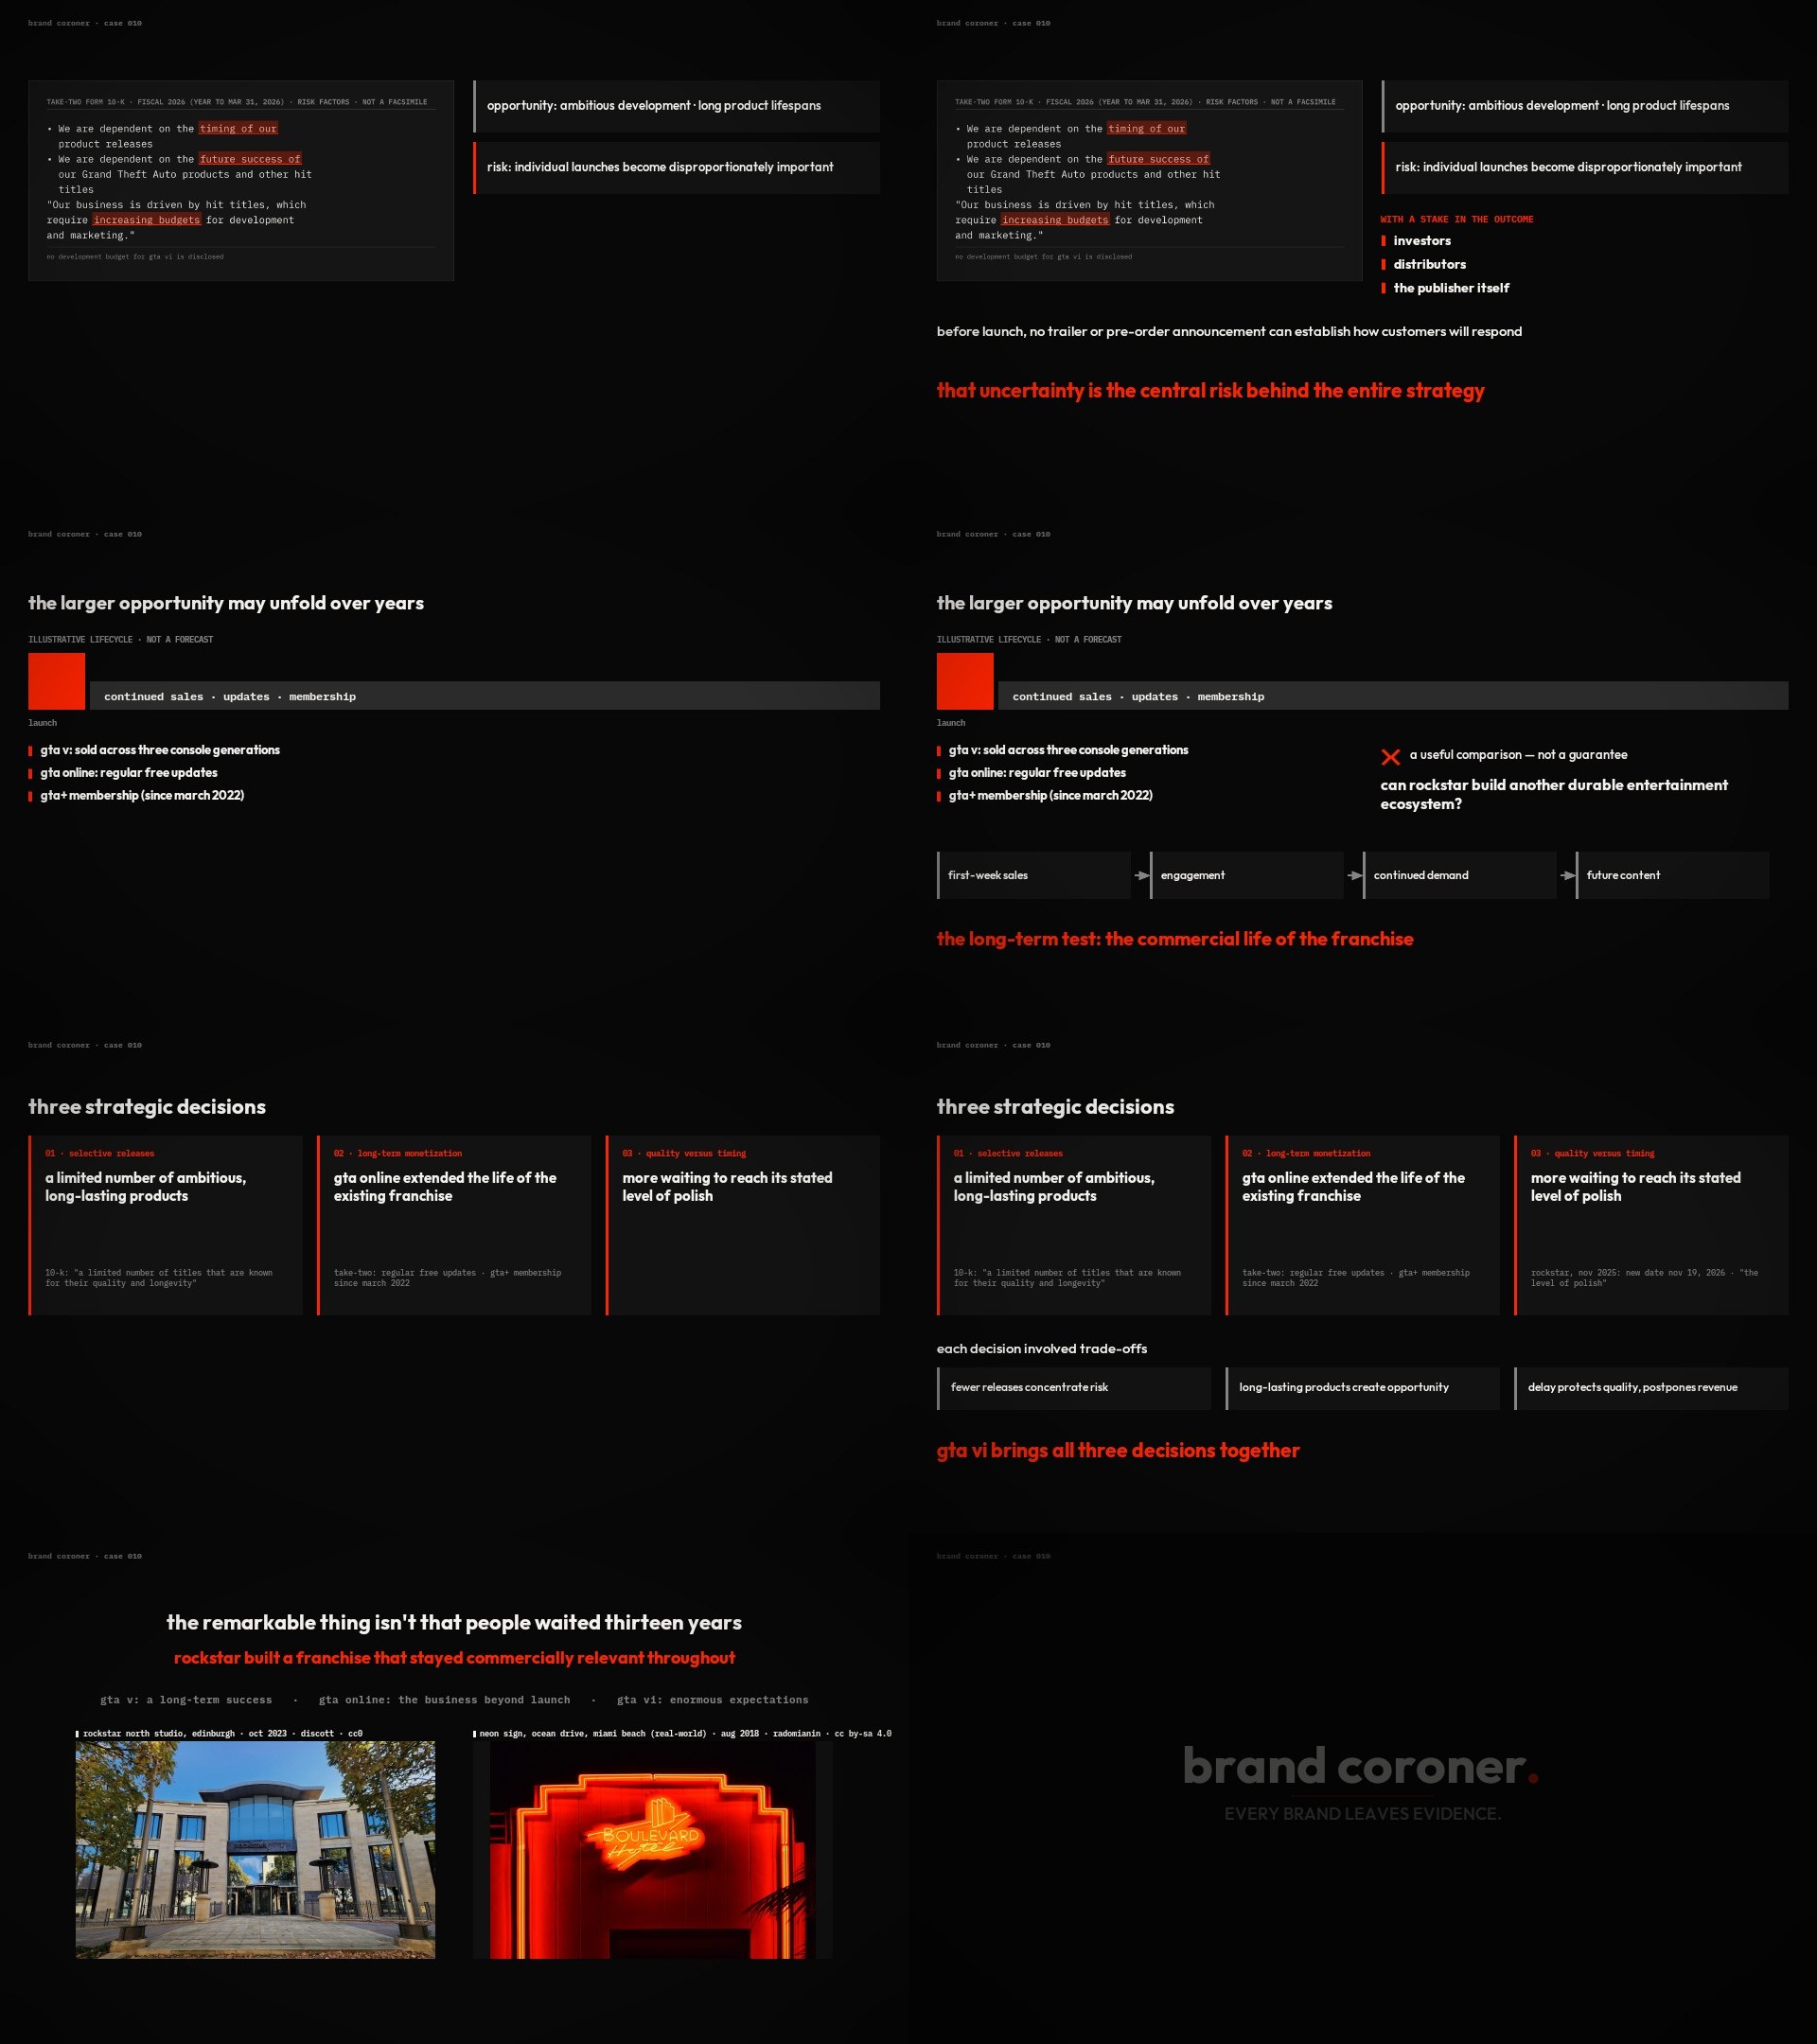 brand coroner · case 010
TAKE-TWO FORM 10-K · FISCAL 2026 (YEAR TO MAR 31, 2026) · RISK FACTORS · NOT A FACSIMILE
• We are dependent on the timing of our
product releases
• We are dependent on the future success of
our Grand Theft Auto products and other hit
titles
"Our business is driven by hit titles, which
require increasing budgets for development
and marketing."
no development budget for gta vi is disclosed
opportunity: ambitious development · long product lifespans
risk: individual launches become disproportionately important
brand coroner · case 010
TAKE-TWO FORM 10-K · FISCAL 2026 (YEAR TO MAR 31, 2026) · RISK FACTORS · NOT A FACSIMILE
• We are dependent on the timing of our
product releases
• We are dependent on the future success of
our Grand Theft Auto products and other hit
titles
"Our business is driven by hit titles, which
require increasing budgets for development
and marketing."
no development budget for gta vi is disclosed
opportunity: ambitious development · long product lifespans
risk: individual launches become disproportionately important
WITH A STAKE IN THE OUTCOME
investors
distributors
the publisher itself
before launch, no trailer or pre-order announcement can establish how customers will respond
that uncertainty is the central risk behind the entire strategy
brand coroner · case 010
the larger opportunity may unfold over years
ILLUSTRATIVE LIFECYCLE · NOT A FORECAST
continued sales · updates · membership
launch
gta v: sold across three console generations
gta online: regular free updates
gta+ membership (since march 2022)
brand coroner · case 010
the larger opportunity may unfold over years
ILLUSTRATIVE LIFECYCLE · NOT A FORECAST
continued sales · updates · membership
launch
gta v: sold across three console generations
gta online: regular free updates
gta+ membership (since march 2022)
a useful comparison — not a guarantee
can rockstar build another durable entertainment
ecosystem?
first-week sales
engagement
continued demand
future content
the long-term test: the commercial life of the franchise
brand coroner · case 010
three strategic decisions
01 · selective releases
a limited number of ambitious,
long-lasting products
10-k: "a limited number of titles that are known
for their quality and longevity"
02 · long-term monetization
gta online extended the life of the
existing franchise
take-two: regular free updates · gta+ membership
since march 2022
03 · quality versus timing
more waiting to reach its stated
level of polish
brand coroner · case 010
three strategic decisions
01 · selective releases
a limited number of ambitious,
long-lasting products
10-k: "a limited number of titles that are known
for their quality and longevity"
02 · long-term monetization
gta online extended the life of the
existing franchise
take-two: regular free updates · gta+ membership
since march 2022
03 · quality versus timing
more waiting to reach its stated
level of polish
rockstar, nov 2025: new date nov 19, 2026 · "the
level of polish"
each decision involved trade-offs
fewer releases concentrate risk
long-lasting products create opportunity
delay protects quality, postpones revenue
gta vi brings all three decisions together
brand coroner · case 010
the remarkable thing isn't that people waited thirteen years
rockstar built a franchise that stayed commercially relevant throughout
gta v: a long-term success · gta online: the business beyond launch · gta vi: enormous expectations
rockstar north studio, edinburgh · oct 2023 · discott · cc0
neon sign, ocean drive, miami beach (real-world) · aug 2018 · radomianin · cc by-sa 4.0
BOULEVARD
Hotel
brand coroner · case 010
brand coroner.
EVERY BRAND LEAVES EVIDENCE.